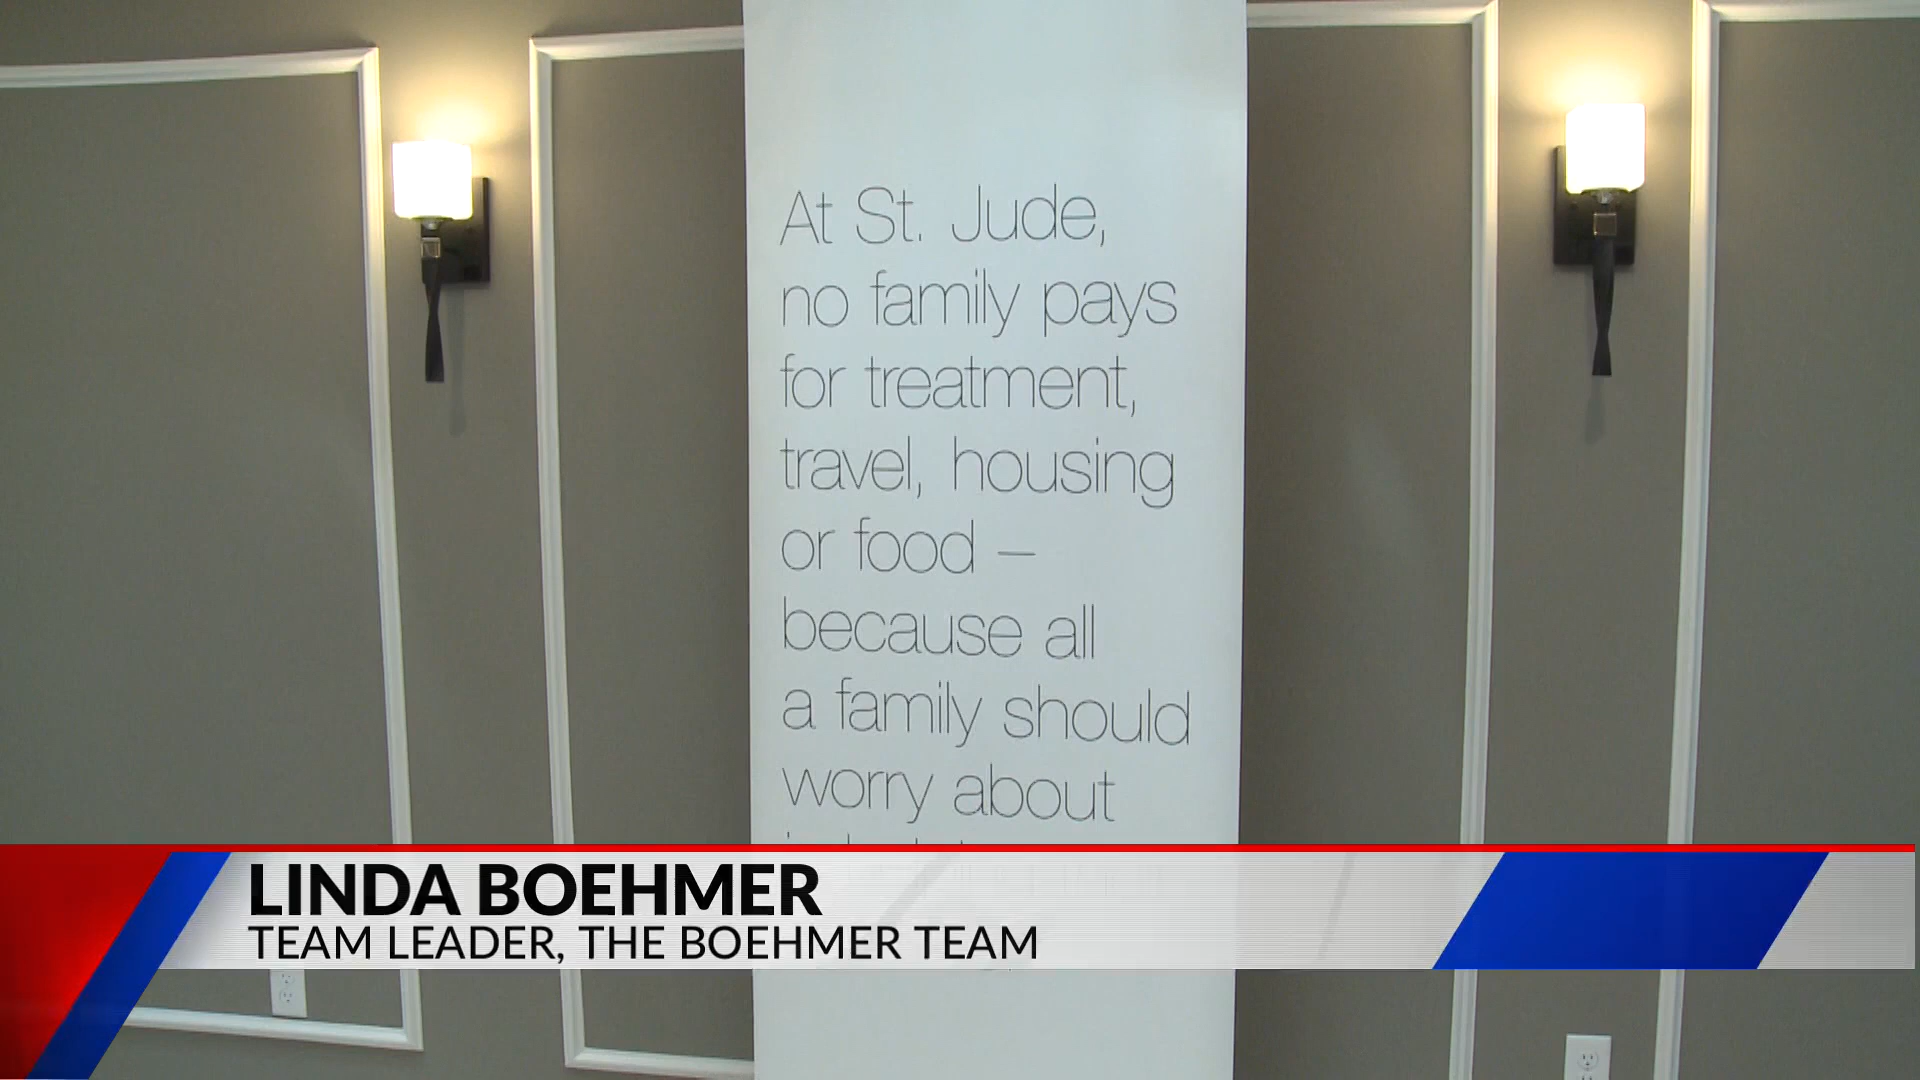 At St. Jude,
no family pays
for treatment,
travel, housing
or food –
because all
a family should
worry about
LINDA BOEHMER
TEAM LEADER, THE BOEHMER TEAM